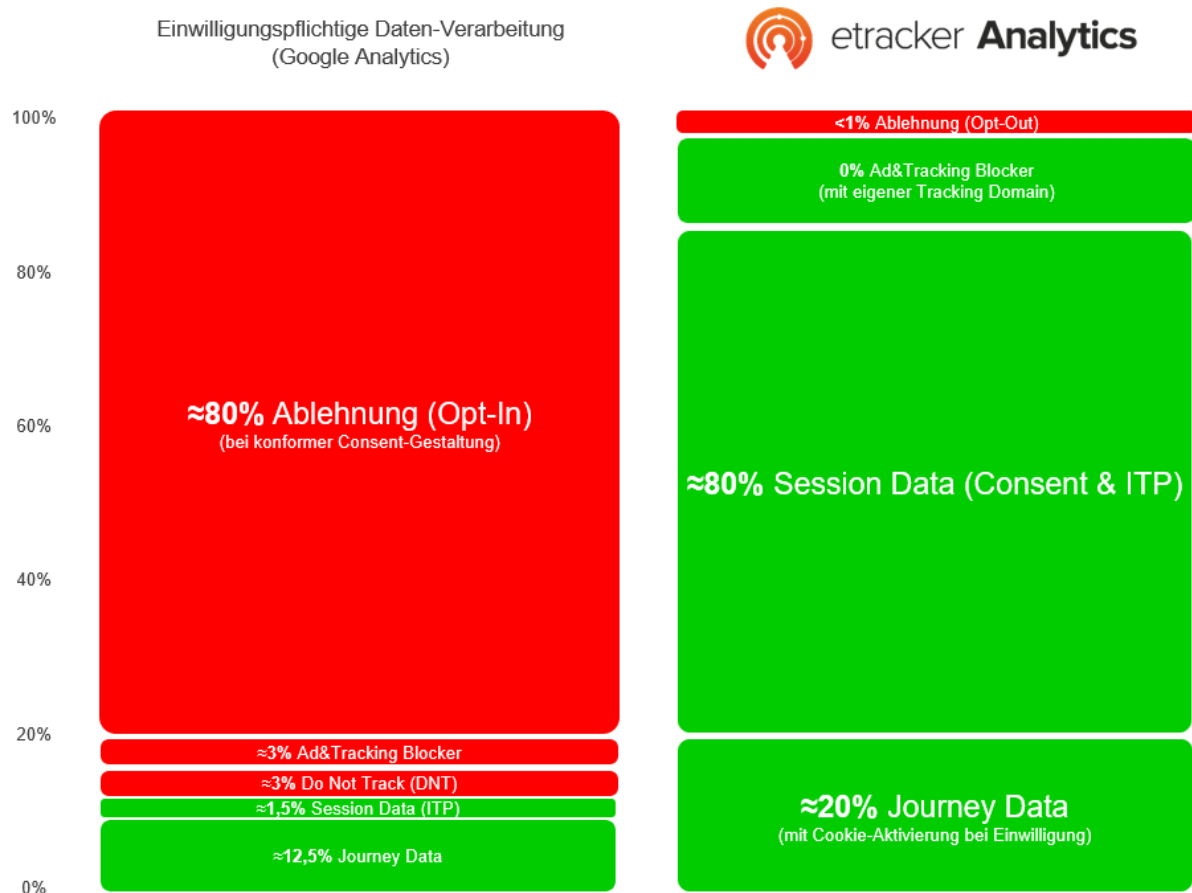 Einwilligungspflichtige Daten-Verarbeitung
(Google Analytics)
etracker Analytics
100%
80%
60%
40%
20%
0%
≈80% Ablehnung (Opt-In)
(bei konformer Consent-Gestaltung)
≈3% Ad&Tracking Blocker
≈3% Do Not Track (DNT)
≈1,5% Session Data (ITP)
≈12,5% Journey Data
<1% Ablehnung (Opt-Out)
0% Ad&Tracking Blocker
(mit eigener Tracking Domain)
≈80% Session Data (Consent & ITP)
≈20% Journey Data
(mit Cookie-Aktivierung bei Einwilligung)